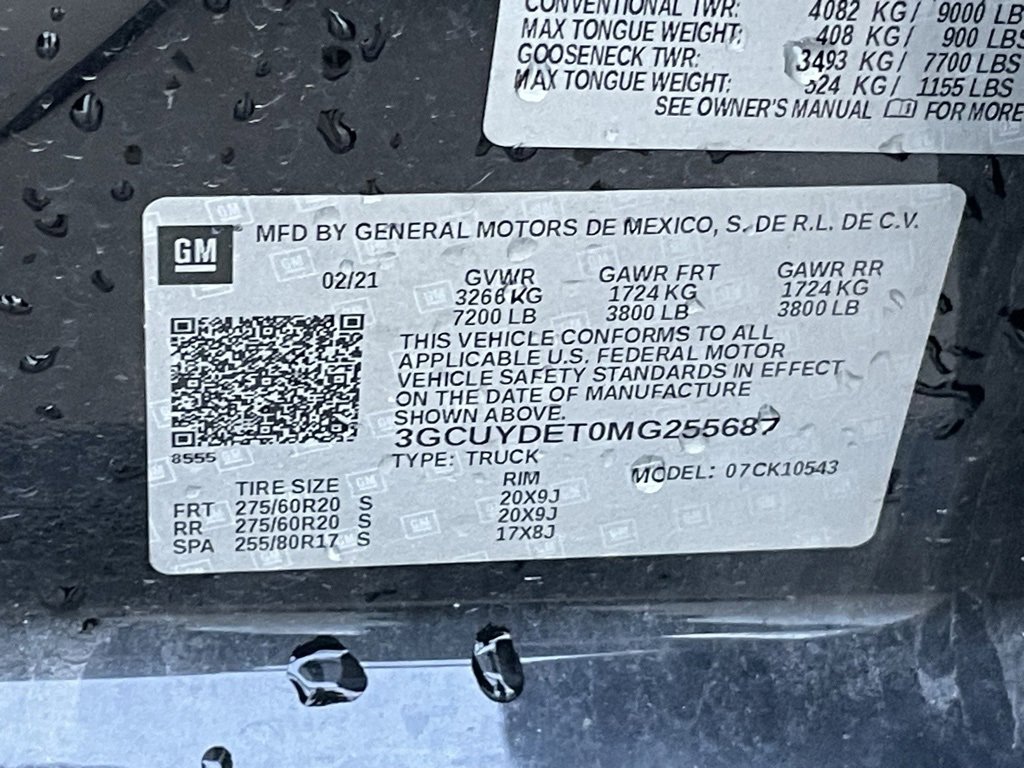 CONVENTIONAL TWR: 4082 KG/ 9000 LB
MAX TONGUE WEIGHT: 408 KG/ 900 LBS
GOOSENECK TWR: 3493 KG/ 7700 LBS
MAX TONGUE WEIGHT: 524 KG/ 1155 LBS
SEE OWNER'S MANUAL FOR MORE
GM
MFD BY GENERAL MOTORS DE MEXICO, S. DE R.L. DE C.V.
02/21
GVWR GAWR FRT GAWR RR
3266 KG 1724 KG 1724 KG
7200 LB 3800 LB 3800 LB
THIS VEHICLE CONFORMS TO ALL
APPLICABLE U.S. FEDERAL MOTOR
VEHICLE SAFETY STANDARDS IN EFFECT
ON THE DATE OF MANUFACTURE
SHOWN ABOVE.
3GCUYDET0MG255687
8555
TYPE: TRUCK MODEL: 07CK10543
TIRE SIZE RIM
FRT 275/60R20 S 20X9J
RR 275/60R20 S 20X9J
SPA 255/80R17 S 17X8J